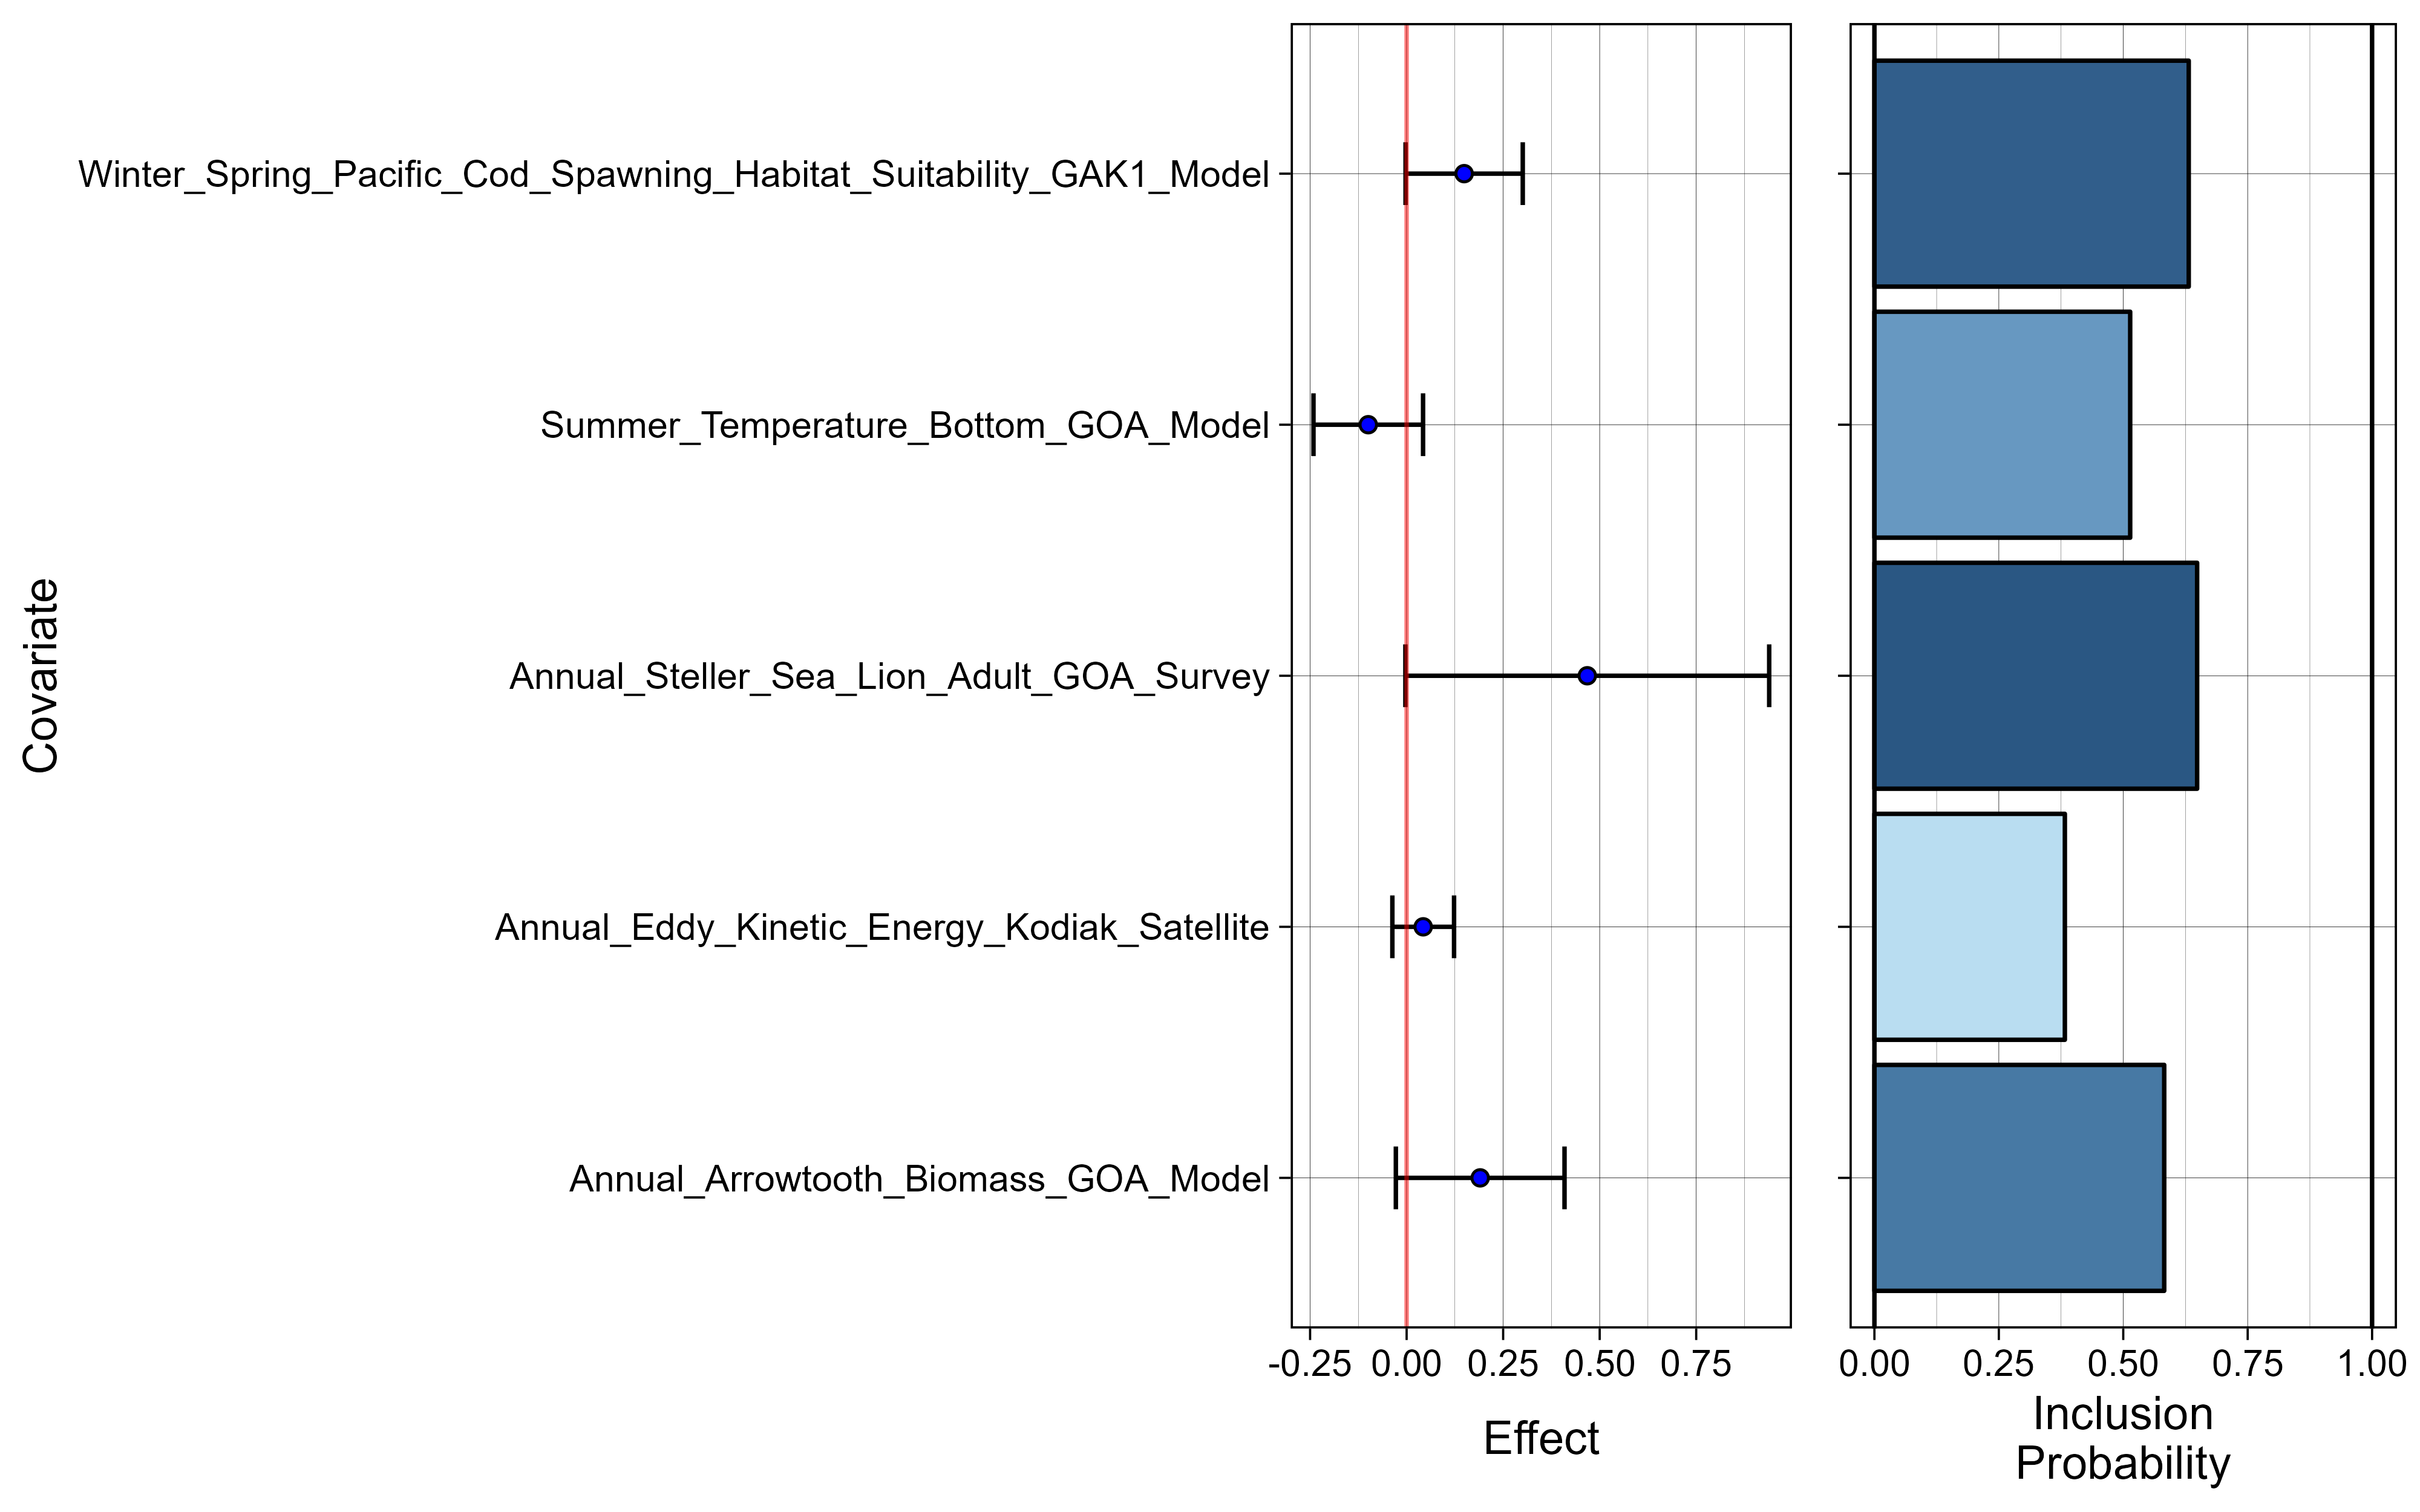 Covariate
Winter_Spring_Pacific_Cod_Spawning_Habitat_Suitability_GAK1_Model
Summer_Temperature_Bottom_GOA_Model
Annual_Steller_Sea_Lion_Adult_GOA_Survey
Annual_Eddy_Kinetic_Energy_Kodiak_Satellite
Annual_Arrowtooth_Biomass_GOA_Model
-0.25 0.00 0.25 0.50 0.75
Effect
0.00 0.25 0.50 0.75 1.00
Inclusion
Probability